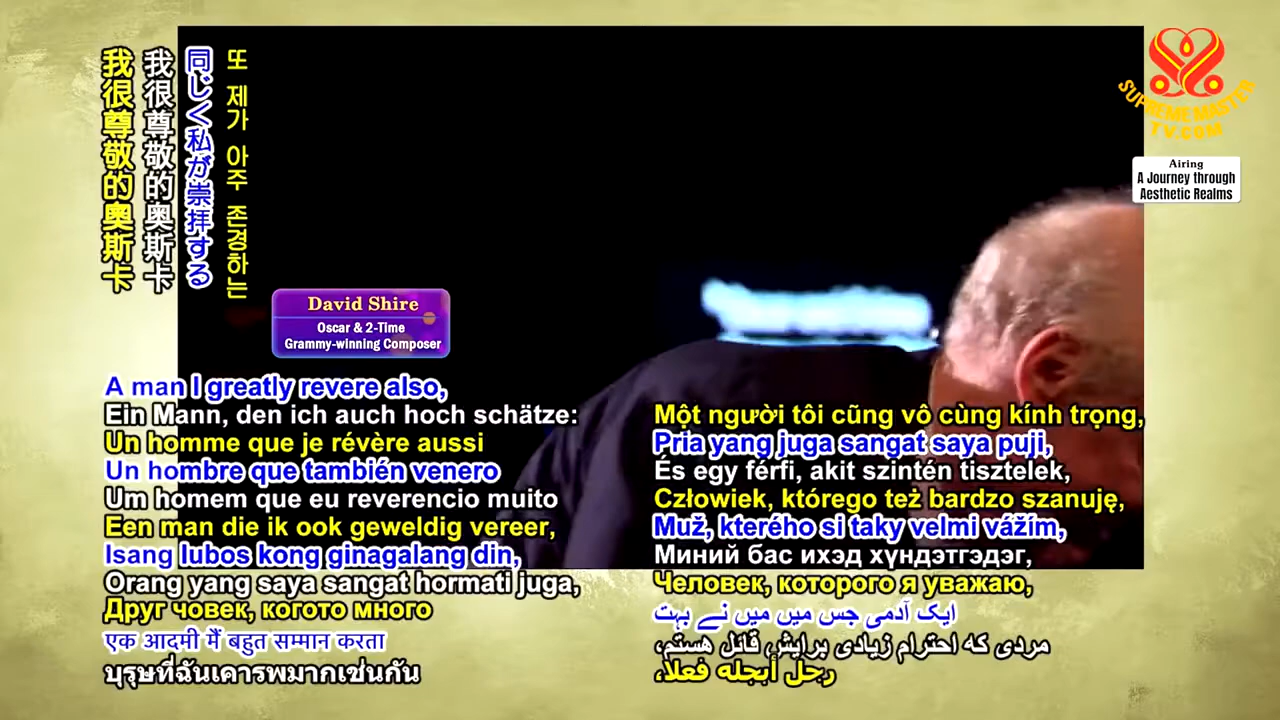 我很尊敬的奧斯卡
我很尊敬的奥斯卡
同じく私が崇拝する
또 제가 아주 존경하는
SUPREME MASTER
TV.COM
Airing
A Journey through
Aesthetic Realms
David Shire
Oscar & 2-Time
Grammy-winning Composer
A man I greatly revere also,
Ein Mann, den ich auch hoch schätze:
Un homme que je révère aussi
Un hombre que también venero
Um homem que eu reverencio muito
Een man die ik ook geweldig vereer,
Isang lubos kong ginagalang din,
Orang yang saya sangat hormati juga,
Друг човек, когото много
एक आदमी मैं बहुत सम्मान करता
บุรุษที่ฉันเคารพมากเช่นกัน
Một người tôi cũng vô cùng kính trọng,
Pria yang juga sangat saya puji,
És egy férfi, akit szintén tisztelek,
Człowiek, którego też bardzo szanuję,
Muž, kterého si taky velmi vážím,
Миний бас ихэд хүндэтгэдэг,
Человек, которого я уважаю,
ایک آدمی جس میں میں نے بہت
مردی که احترام زیادی برایش قائل هستم،
رجل أبجله فعلا،